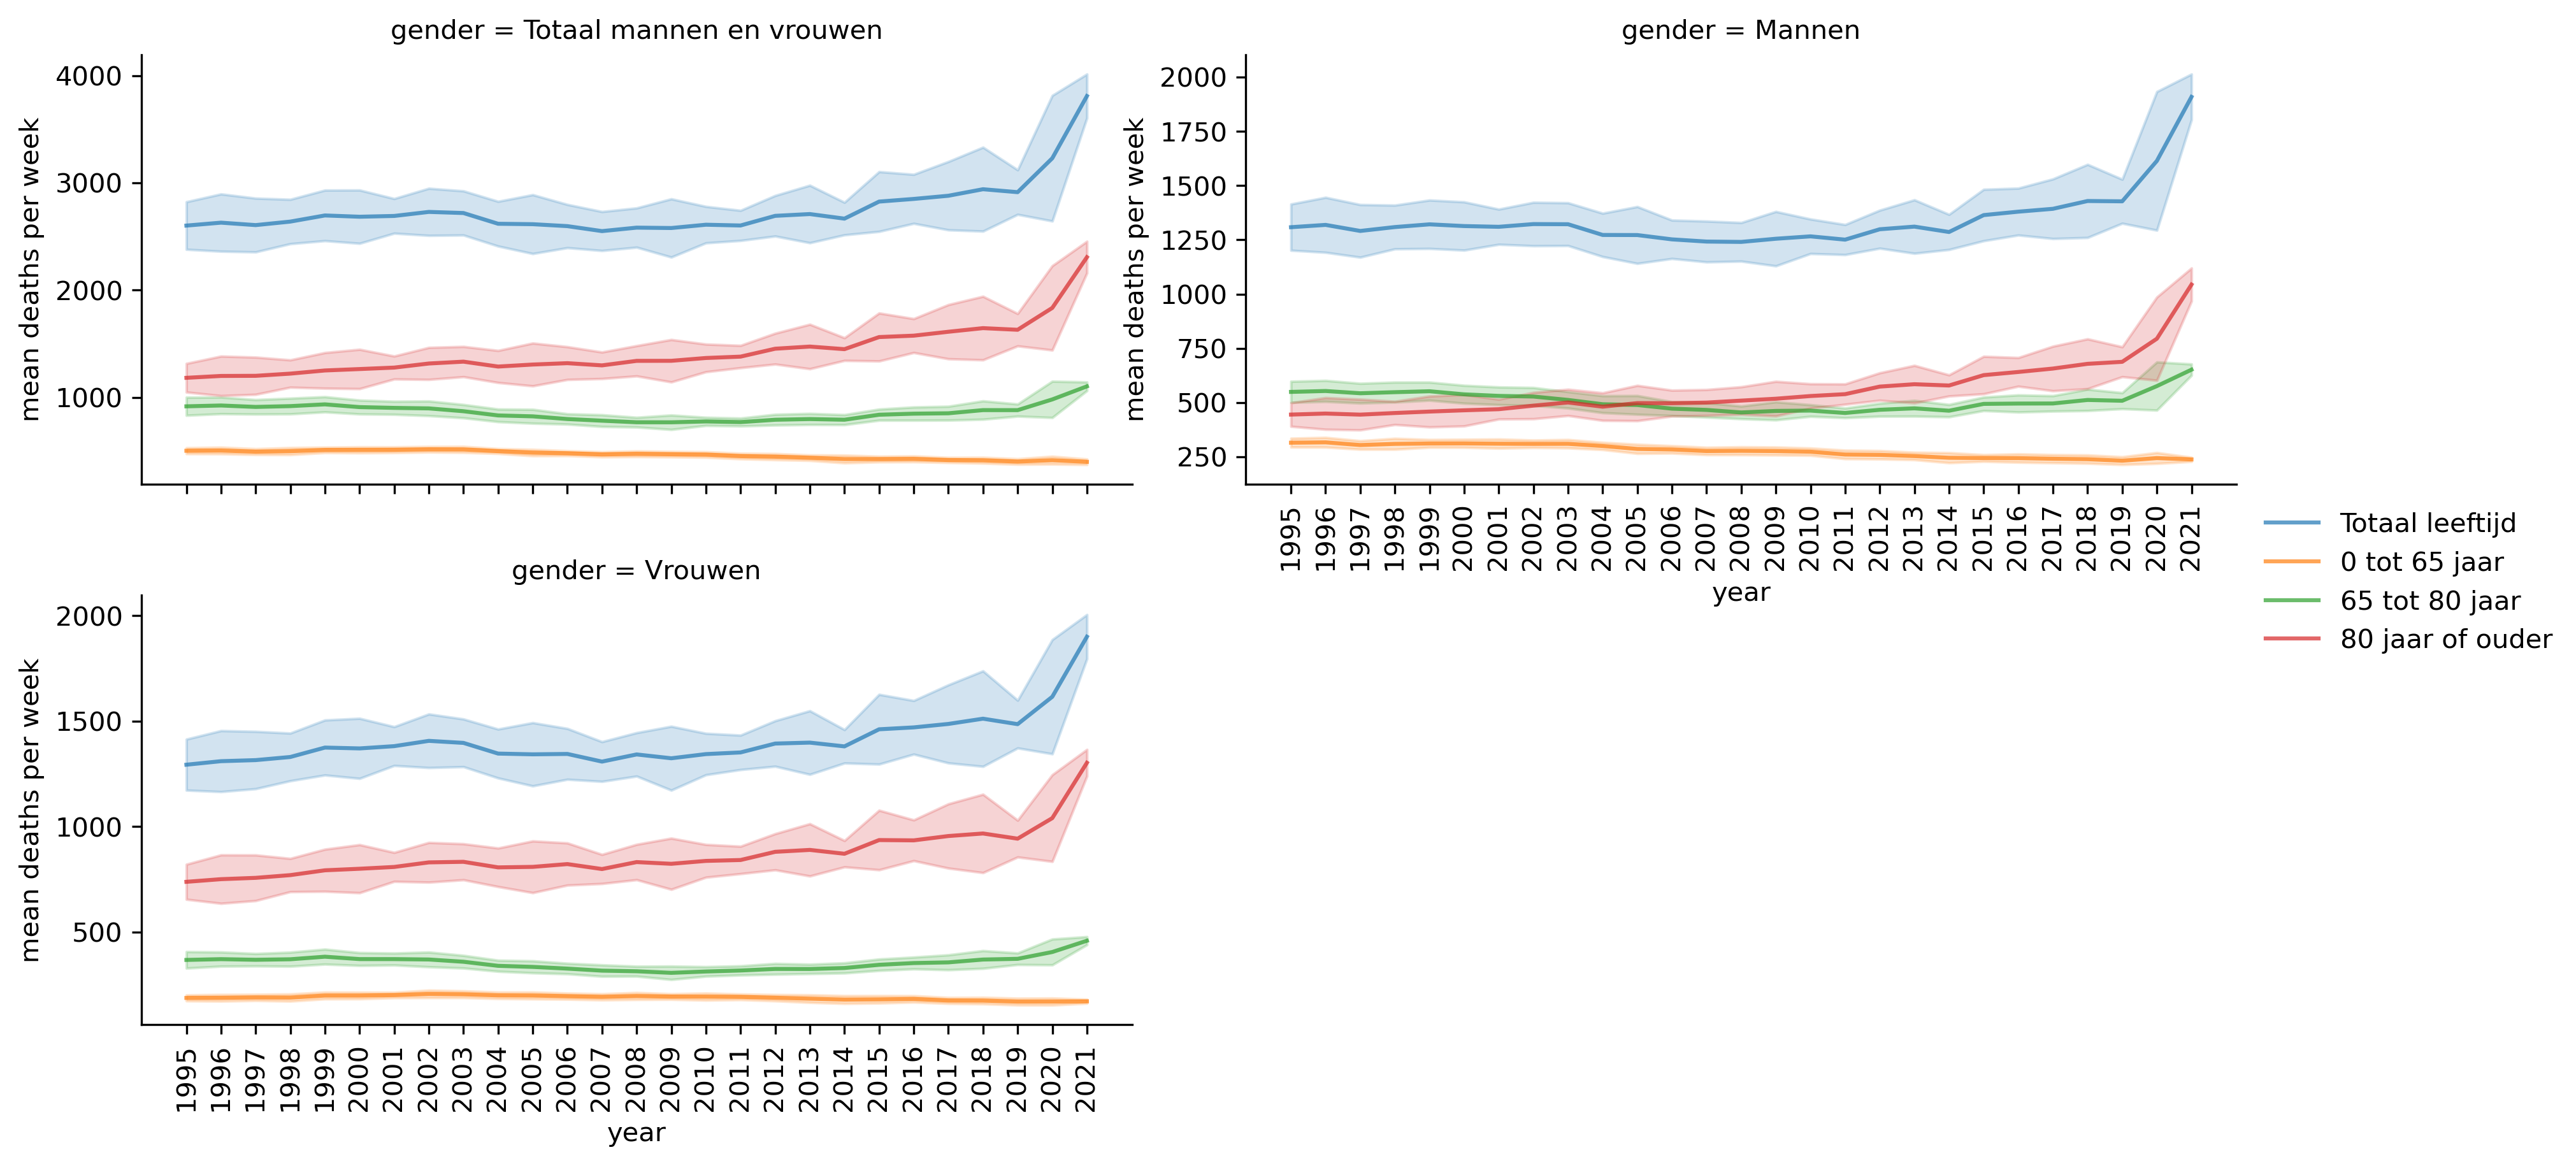 gender = Totaal mannen en vrouwen
mean deaths per week
4000
3000
2000
1000
gender = Mannen
mean deaths per week
2000
1750
1500
1250
1000
750
500
250
1995 1996 1997 1998 1999 2000 2001 2002 2003 2004 2005 2006 2007 2008 2009 2010 2011 2012 2013 2014 2015 2016 2017 2018 2019 2020 2021
year
gender = Vrouwen
mean deaths per week
2000
1500
1000
500
1995 1996 1997 1998 1999 2000 2001 2002 2003 2004 2005 2006 2007 2008 2009 2010 2011 2012 2013 2014 2015 2016 2017 2018 2019 2020 2021
year
Totaal leeftijd
0 tot 65 jaar
65 tot 80 jaar
80 jaar of ouder